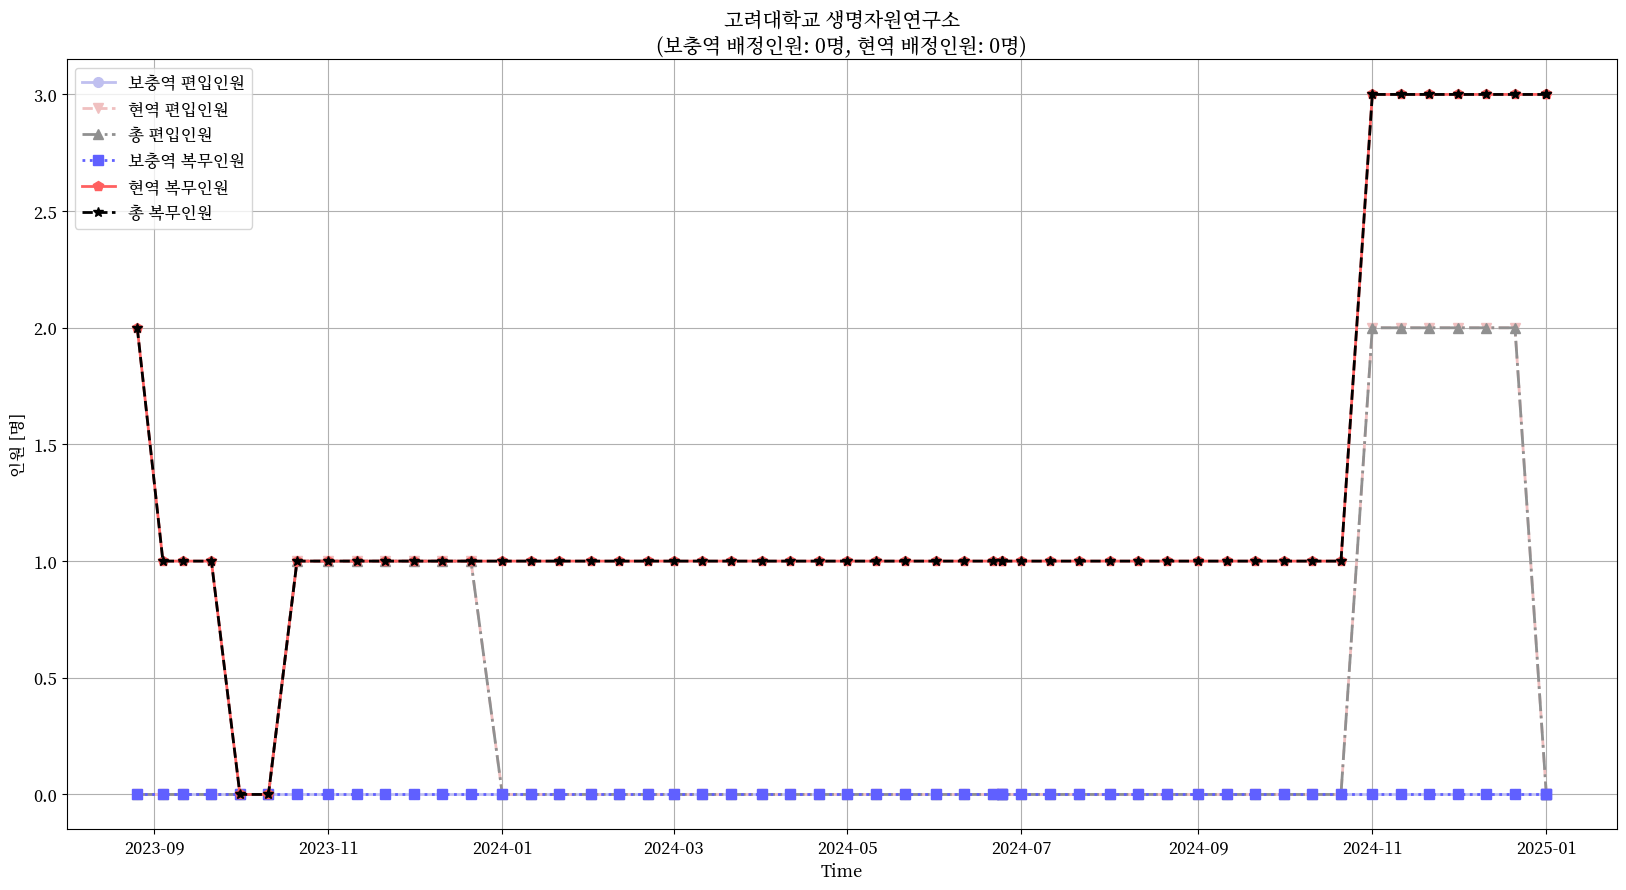 고려대학교 생명자원연구소
(보충역 배정인원: 0명, 현역 배정인원: 0명)
보충역 편입인원
현역 편입인원
총 편입인원
보충역 복무인원
현역 복무인원
총 복무인원
인원 [명]
3.0
2.5
2.0
1.5
1.0
0.5
0.0
2023-09
2023-11
2024-01
2024-03
2024-05
2024-07
2024-09
2024-11
2025-01
Time